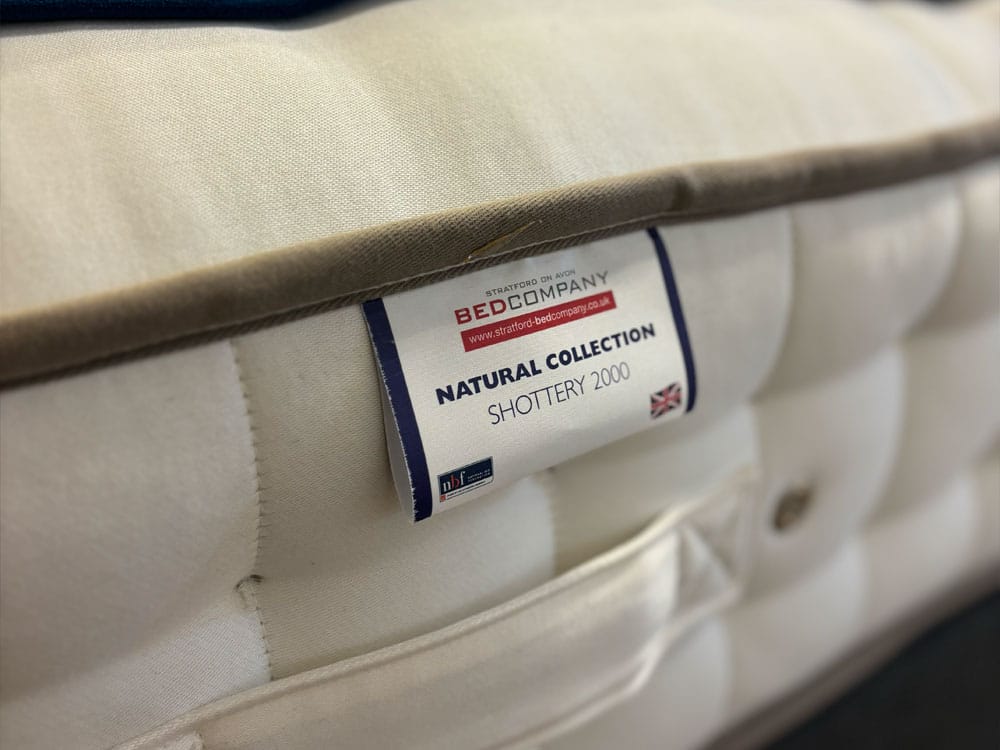 STRATFORD ON AVON
BEDCOMPANY
www.stratford-bedcompany.co.uk
NATURAL COLLECTION
SHOTTERY 2000
nbf